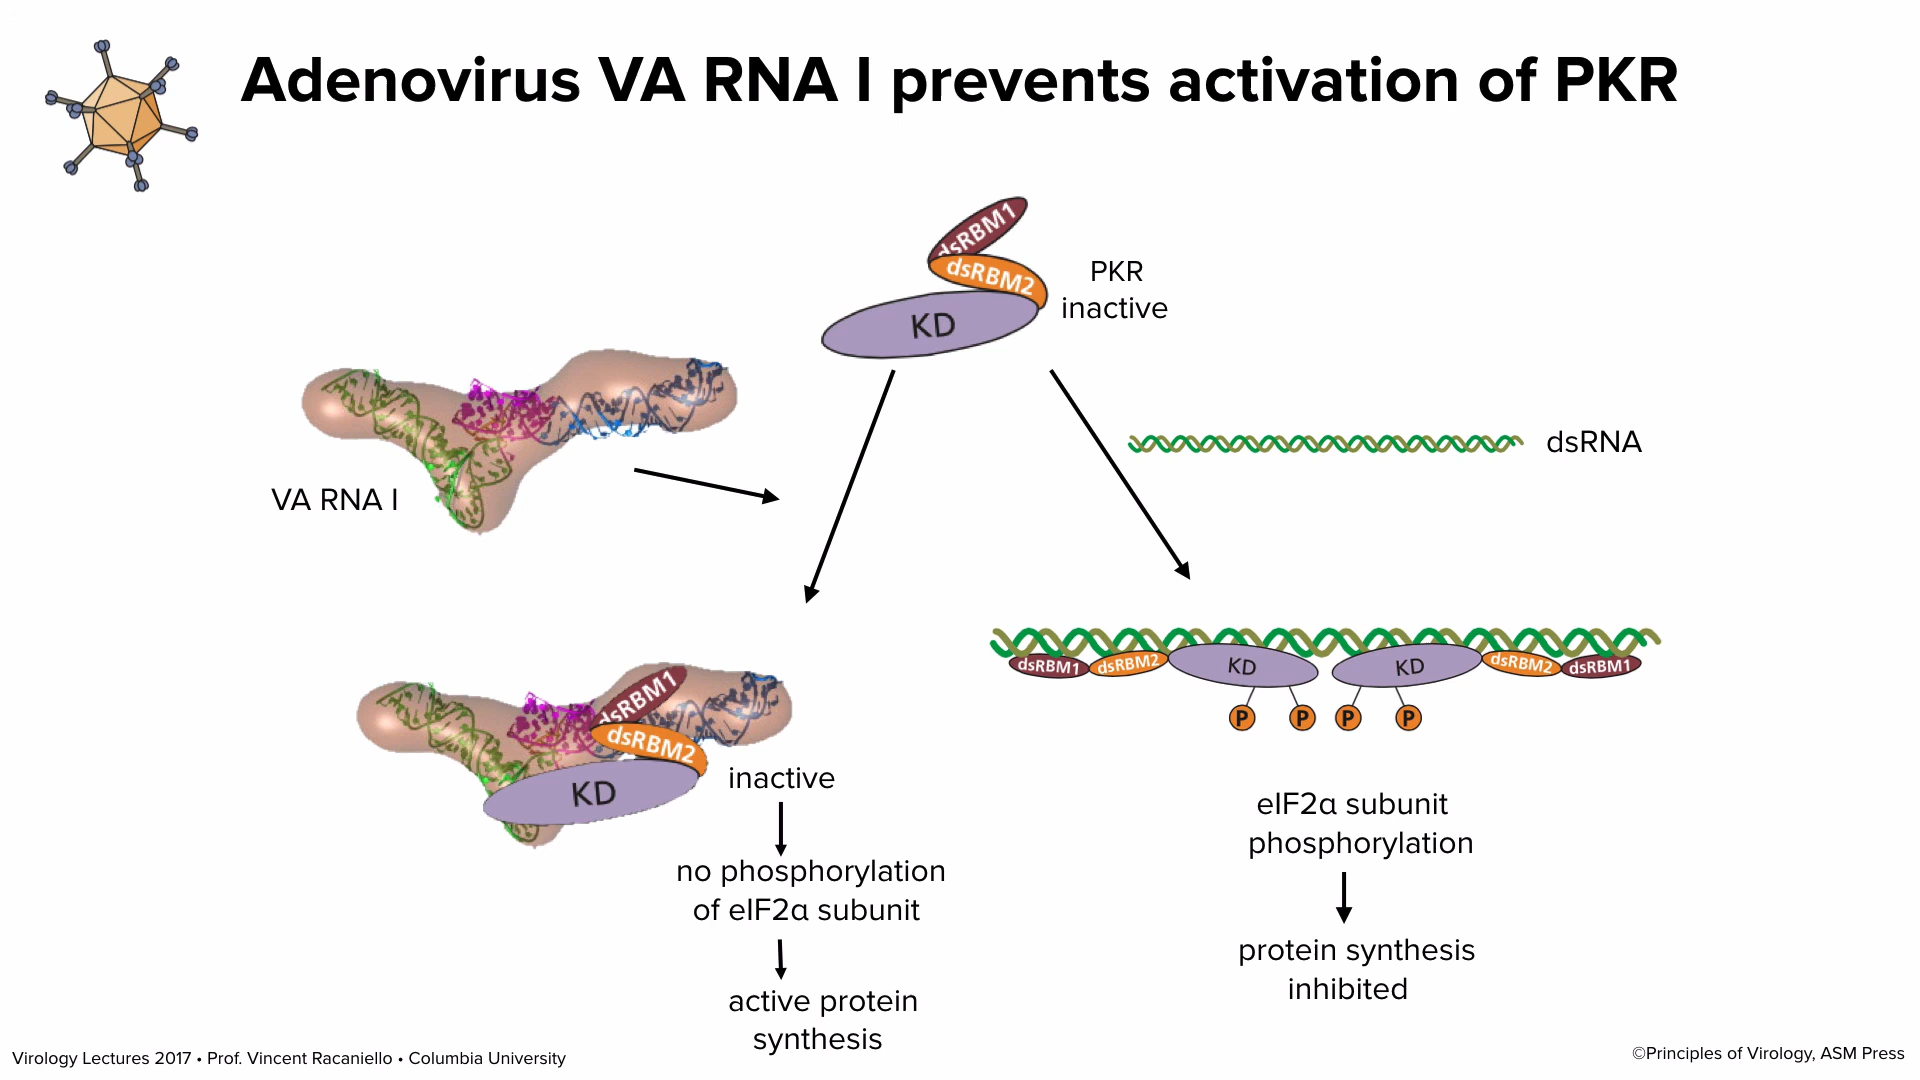 Adenovirus VA RNA I prevents activation of PKR
dsRBM1
dsRBM2
KD
PKR
inactive
VA RNA I
dsRNA
dsRBM1
dsRBM2
KD
inactive
no phosphorylation
of eIF2α subunit
active protein
synthesis
dsRBM1 dsRBM2 KD KD dsRBM2 dsRBM1
P P P P
eIF2α subunit
phosphorylation
protein synthesis
inhibited
Virology Lectures 2017 • Prof. Vincent Racaniello • Columbia University
©Principles of Virology, ASM Press